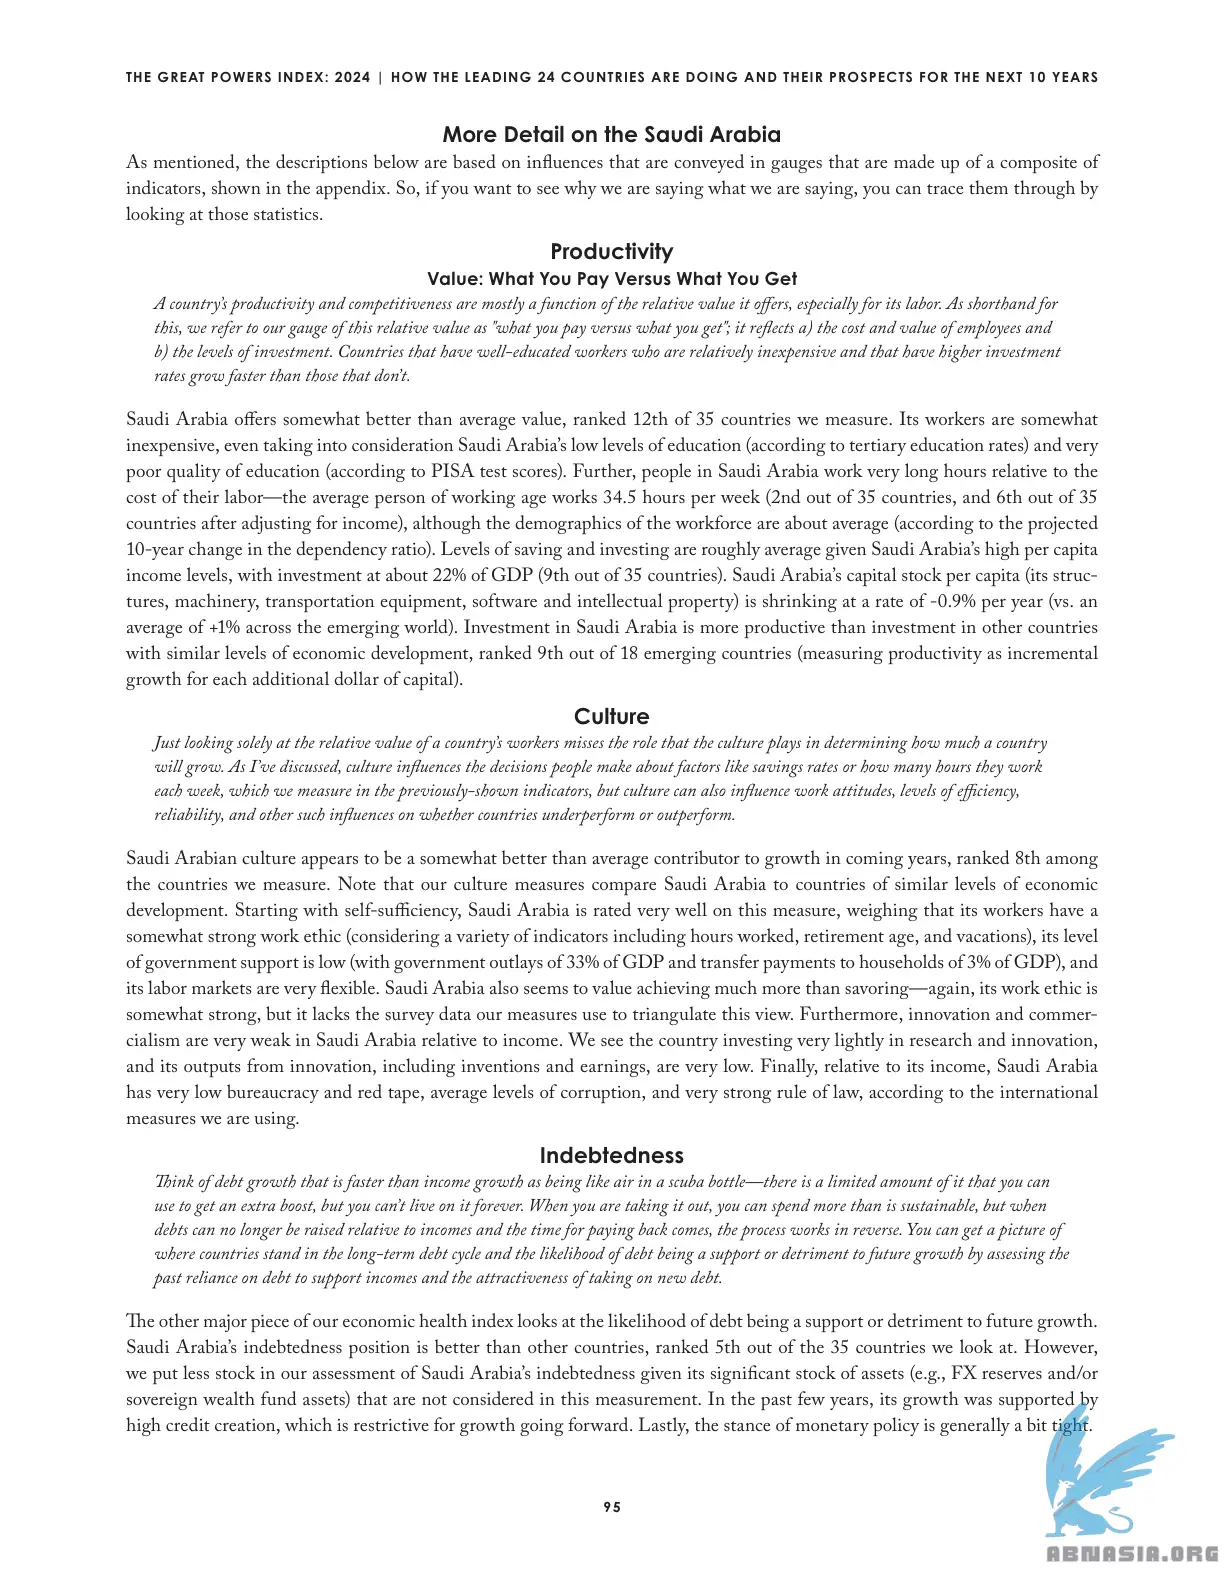 THE GREAT POWERS INDEX: 2024 | HOW THE LEADING 24 COUNTRIES ARE DOING AND THEIR PROSPECTS FOR THE NEXT 10 YEARS
More Detail on the Saudi Arabia
As mentioned, the descriptions below are based on influences that are conveyed in gauges that are made up of a composite of
indicators, shown in the appendix. So, if you want to see why we are saying what we are saying, you can trace them through by
looking at those statistics.
Productivity
Value: What You Pay Versus What You Get
A country's productivity and competitiveness are mostly a function of the relative value it offers, especially for its labor. As shorthand for
this, we refer to our gauge of this relative value as "what you pay versus what you get"; it reflects a) the cost and value of employees and
b) the levels of investment. Countries that have well-educated workers who are relatively inexpensive and that have higher investment
rates grow faster than those that don't.
Saudi Arabia offers somewhat better than average value, ranked 12th of 35 countries we measure. Its workers are somewhat
inexpensive, even taking into consideration Saudi Arabia's low levels of education (according to tertiary education rates) and very
poor quality of education (according to PISA test scores). Further, people in Saudi Arabia work very long hours relative to the
cost of their labor—the average person of working age works 34.5 hours per week (2nd out of 35 countries, and 6th out of 35
countries after adjusting for income), although the demographics of the workforce are about average (according to the projected
10-year change in the dependency ratio). Levels of saving and investing are roughly average given Saudi Arabia's high per capita
income levels, with investment at about 22% of GDP (9th out of 35 countries). Saudi Arabia's capital stock per capita (its struc-
tures, machinery, transportation equipment, software and intellectual property) is shrinking at a rate of -0.9% per year (vs. an
average of +1% across the emerging world). Investment in Saudi Arabia is more productive than investment in other countries
with similar levels of economic development, ranked 9th out of 18 emerging countries (measuring productivity as incremental
growth for each additional dollar of capital).
Culture
Just looking solely at the relative value of a country's workers misses the role that the culture plays in determining how much a country
will grow. As I've discussed, culture influences the decisions people make about factors like savings rates or how many hours they work
each week, which we measure in the previously-shown indicators, but culture can also influence work attitudes, levels of efficiency,
reliability, and other such influences on whether countries underperform or outperform.
Saudi Arabian culture appears to be a somewhat better than average contributor to growth in coming years, ranked 8th among
the countries we measure. Note that our culture measures compare Saudi Arabia to countries of similar levels of economic
development. Starting with self-sufficiency, Saudi Arabia is rated very well on this measure, weighing that its workers have a
somewhat strong work ethic (considering a variety of indicators including hours worked, retirement age, and vacations), its level
of government support is low (with government outlays of 33% of GDP and transfer payments to households of 3% of GDP), and
its labor markets are very flexible. Saudi Arabia also seems to value achieving much more than savoring—again, its work ethic is
somewhat strong, but it lacks the survey data our measures use to triangulate this view. Furthermore, innovation and commer-
cialism are very weak in Saudi Arabia relative to income. We see the country investing very lightly in research and innovation,
and its outputs from innovation, including inventions and earnings, are very low. Finally, relative to its income, Saudi Arabia
has very low bureaucracy and red tape, average levels of corruption, and very strong rule of law, according to the international
measures we are using.
Indebtedness
Think of debt growth that is faster than income growth as being like air in a scuba bottle—there is a limited amount of it that you can
use to get an extra boost, but you can't live on it forever. When you are taking it out, you can spend more than is sustainable, but when
debts can no longer be raised relative to incomes and the time for paying back comes, the process works in reverse. You can get a picture of
where countries stand in the long-term debt cycle and the likelihood of debt being a support or detriment to future growth by assessing the
past reliance on debt to support incomes and the attractiveness of taking on new debt.
The other major piece of our economic health index looks at the likelihood of debt being a support or detriment to future growth.
Saudi Arabia's indebtedness position is better than other countries, ranked 5th out of the 35 countries we look at. However,
we put less stock in our assessment of Saudi Arabia's indebtedness given its significant stock of assets (e.g., FX reserves and/or
sovereign wealth fund assets) that are not considered in this measurement. In the past few years, its growth was supported by
high credit creation, which is restrictive for growth going forward. Lastly, the stance of monetary policy is generally a bit tight.
95
ABNASIA.ORG